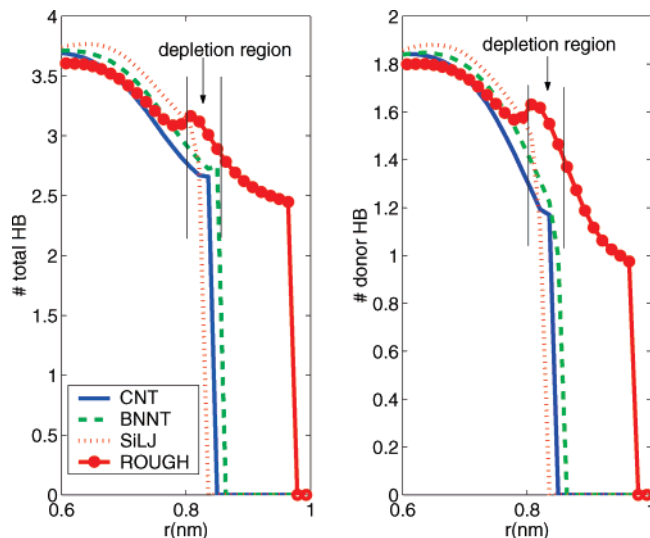 depletion region
# total HB
4
3.5
3
2.5
2
1.5
1
0.5
0
CNT
BNNT
SiLJ
ROUGH
0.6
0.8
1
r(nm)
depletion region
# donor HB
2
1.8
1.6
1.4
1.2
1
0.8
0.6
0.4
0.2
0
0.6
0.8
1
r(nm)